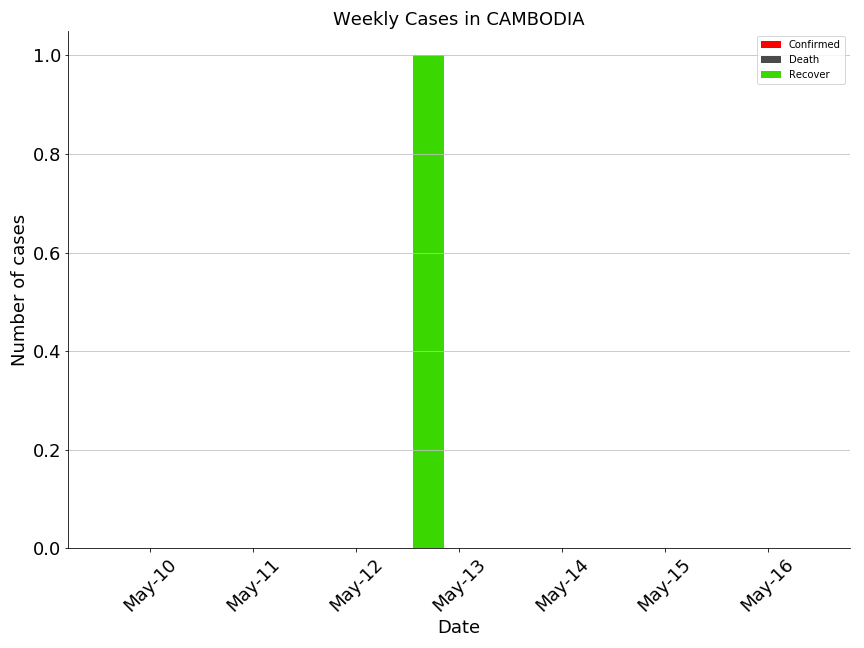 Weekly Cases in CAMBODIA
Confirmed
Death
Recover
Number of cases
1.0
0.8
0.6
0.4
0.2
0.0
May-10
May-11
May-12
May-13
May-14
May-15
May-16
Date